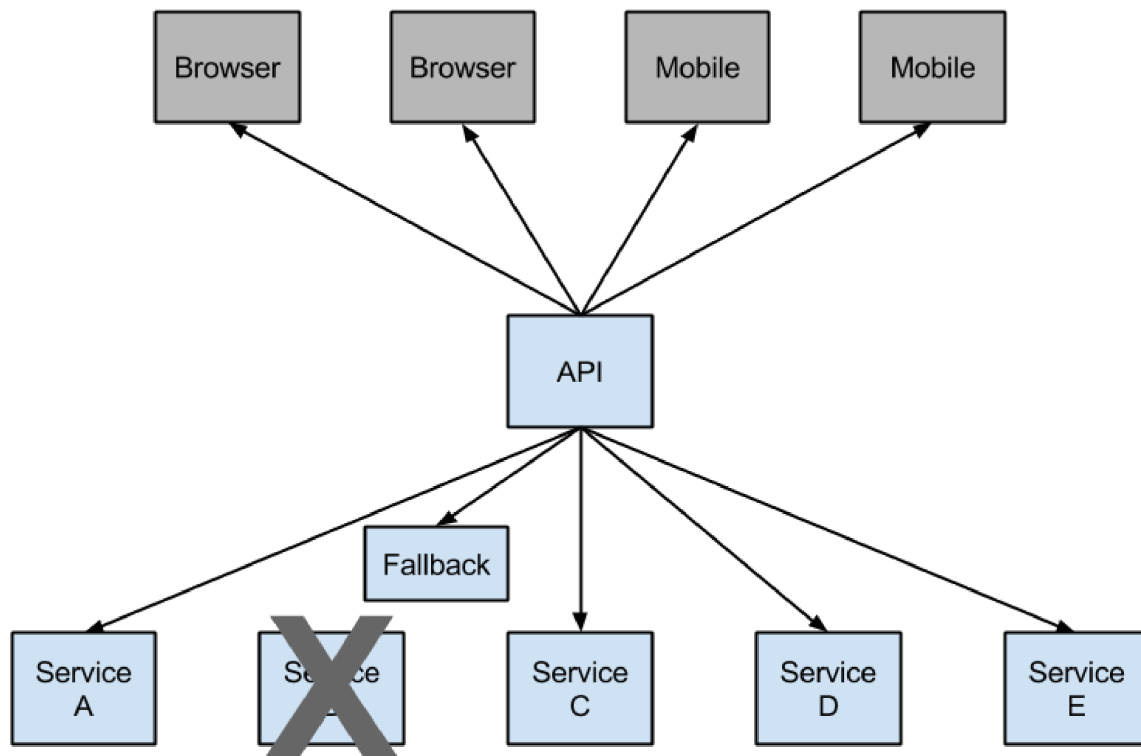 Browser
Browser
Mobile
Mobile
API
Fallback
Service
A
Service
C
Service
D
Service
E